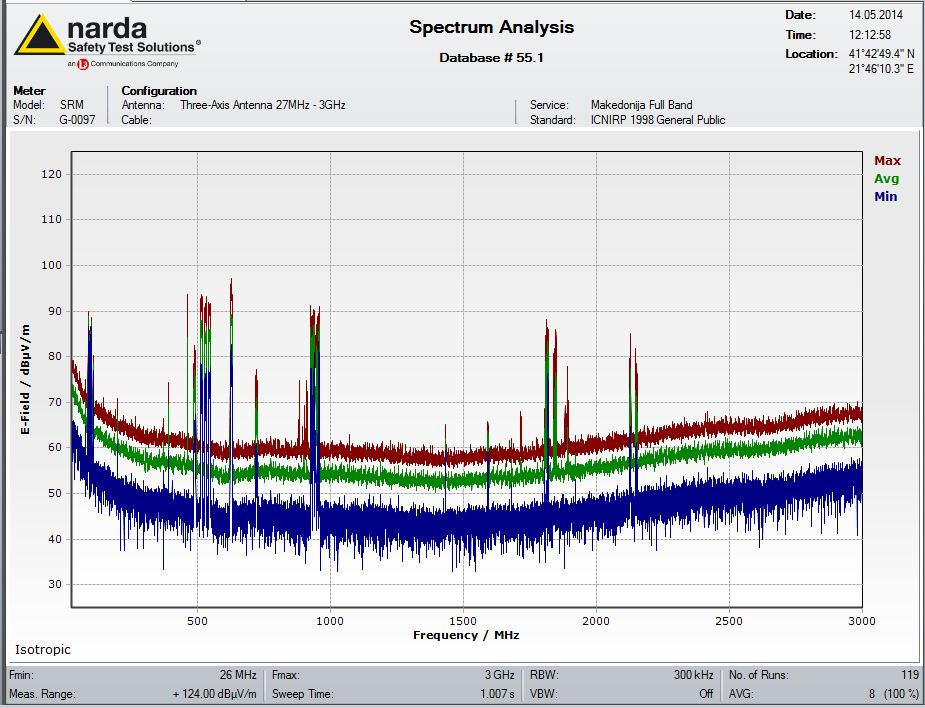 narda
Safety Test Solutions®
an L3 Communications Company
Spectrum Analysis
Database # 55.1
Date: 14.05.2014
Time: 12:12:58
Location: 41°42'49.4" N
21°46'10.3" E
Meter
Model: SRM
S/N: G-0097
Configuration
Antenna: Three-Axis Antenna 27MHz - 3GHz
Cable:
Service: Makedonija Full Band
Standard: ICNIRP 1998 General Public
Max
Avg
Min
E-Field / dBµV/m
120
110
100
90
80
70
60
50
40
30
500 1000 1500 2000 2500 3000
Frequency / MHz
Isotropic
Fmin: 26 MHz Fmax: 3 GHz RBW: 300 kHz No. of Runs: 119
Meas. Range: + 124.00 dBµV/m Sweep Time: 1.007 s VBW: Off AVG: 8 (100 %)